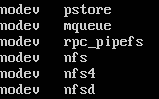 nodev pstore
nodev mqueue
nodev rpc_pipefs
nodev nfs
nodev nfs4
nodev nfsd